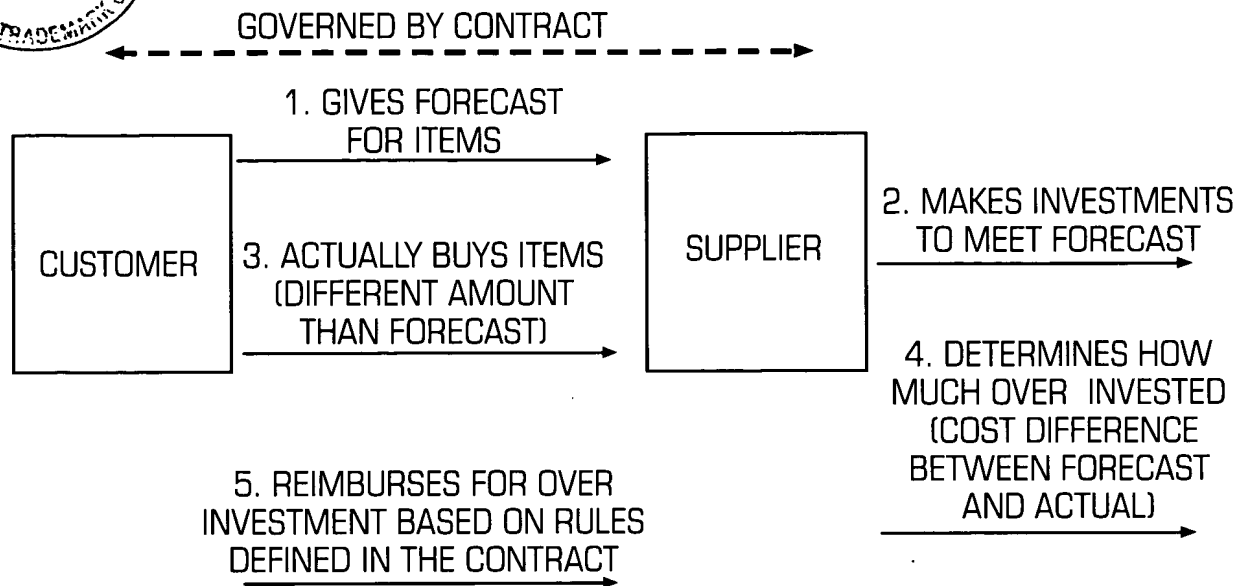 TRADEMARK
GOVERNED BY CONTRACT
1. GIVES FORECAST
FOR ITEMS
CUSTOMER
3. ACTUALLY BUYS ITEMS
(DIFFERENT AMOUNT
THAN FORECAST)
SUPPLIER
2. MAKES INVESTMENTS
TO MEET FORECAST
4. DETERMINES HOW
MUCH OVER INVESTED
(COST DIFFERENCE
BETWEEN FORECAST
AND ACTUAL)
5. REIMBURSES FOR OVER
INVESTMENT BASED ON RULES
DEFINED IN THE CONTRACT